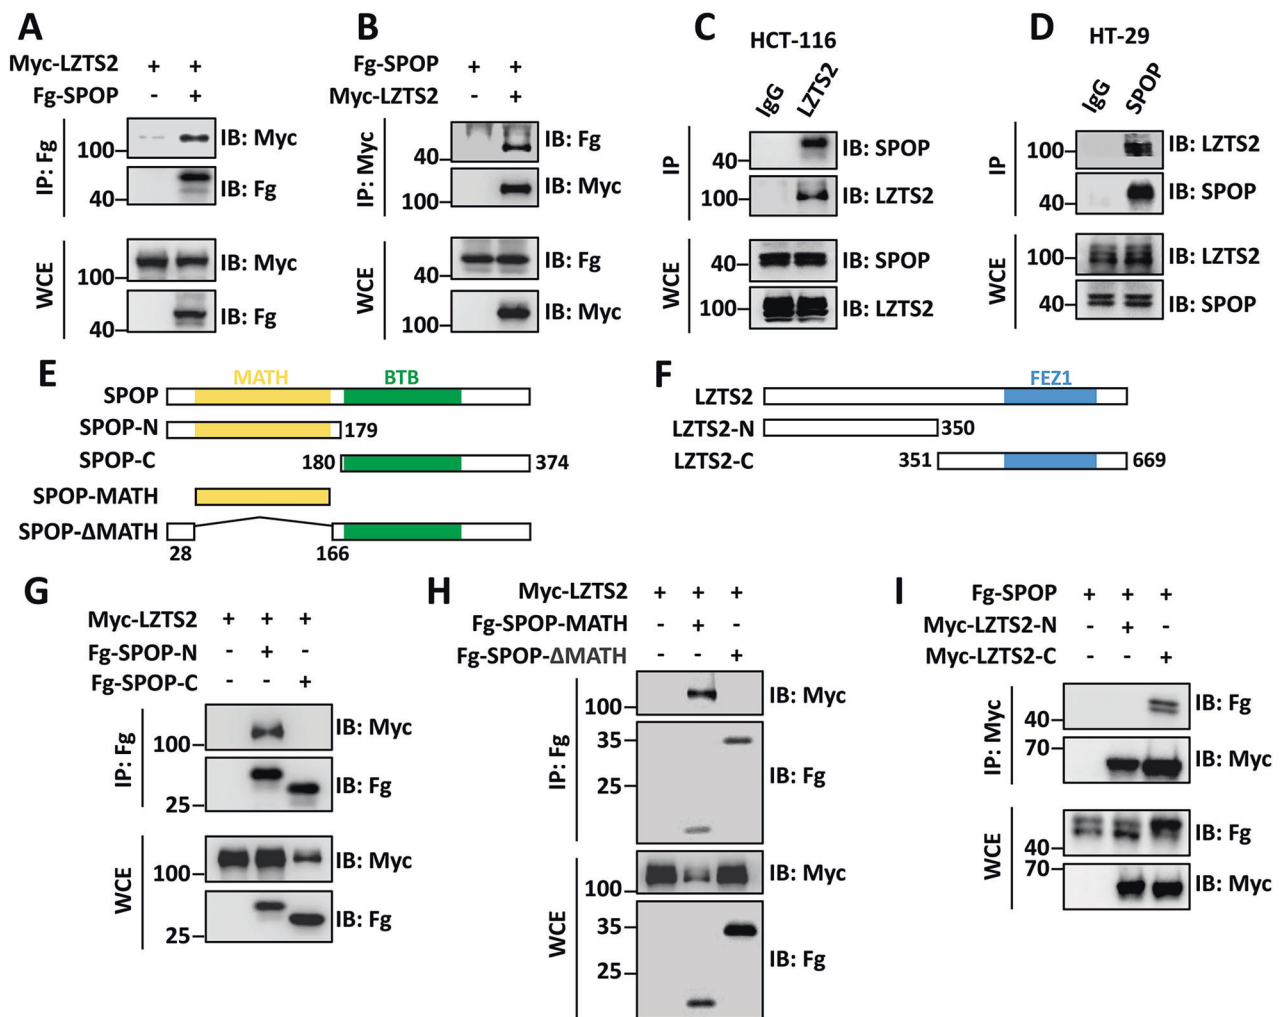 A
Myc-LZTS2 + +
Fg-SPOP - +
IP: Fg
100 IB: Myc
40 IB: Fg
WCE
100 IB: Myc
40 IB: Fg
B
Fg-SPOP + +
Myc-LZTS2 - +
IP: Myc
40 IB: Fg
100 IB: Myc
WCE
40 IB: Fg
100 IB: Myc
C
HCT-116
IgG LZTS2
IP
40 IB: SPOP
100 IB: LZTS2
WCE
40 IB: SPOP
100 IB: LZTS2
D
HT-29
IgG SPOP
IP
100 IB: LZTS2
40 IB: SPOP
WCE
100 IB: LZTS2
40 IB: SPOP
E
MATH BTB
SPOP
SPOP-N 179
SPOP-C 180 374
SPOP-MATH
SPOP-ΔMATH
28 166
F
FEZ1
LZTS2
LZTS2-N 350
LZTS2-C 351 669
G
Myc-LZTS2 + + +
Fg-SPOP-N - + -
Fg-SPOP-C - - +
IP: Fg
100 IB: Myc
25 IB: Fg
WCE
100 IB: Myc
25 IB: Fg
H
Myc-LZTS2 + + +
Fg-SPOP-MATH - + -
Fg-SPOP-ΔMATH - - +
IP: Fg
100 IB: Myc
35
25 IB: Fg
WCE
100 IB: Myc
35
25 IB: Fg
I
Fg-SPOP + + +
Myc-LZTS2-N - + -
Myc-LZTS2-C - - +
IP: Myc
40 IB: Fg
70 IB: Myc
WCE
40 IB: Fg
70 IB: Myc